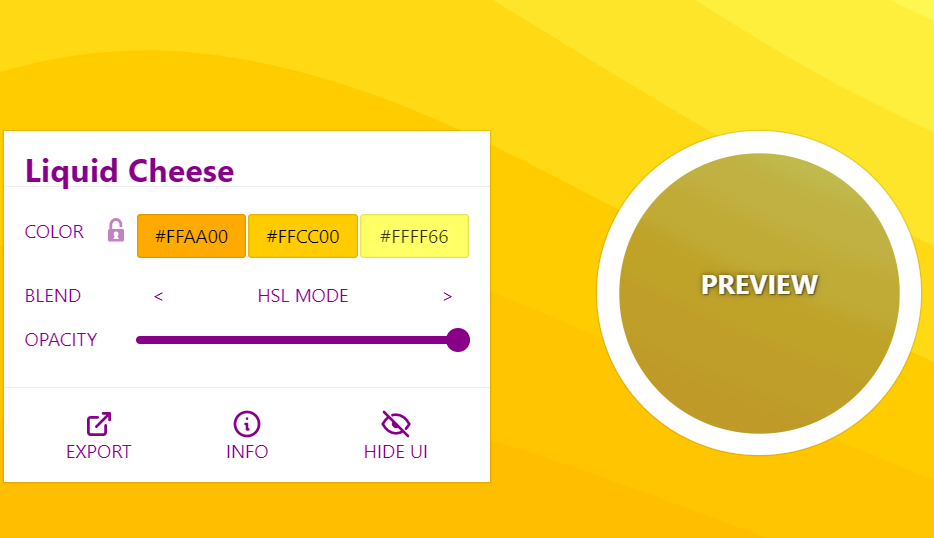 Liquid Cheese
COLOR #FFAA00 #FFCC00 #FFFF66
BLEND < HSL MODE >
OPACITY
EXPORT INFO HIDE UI
PREVIEW